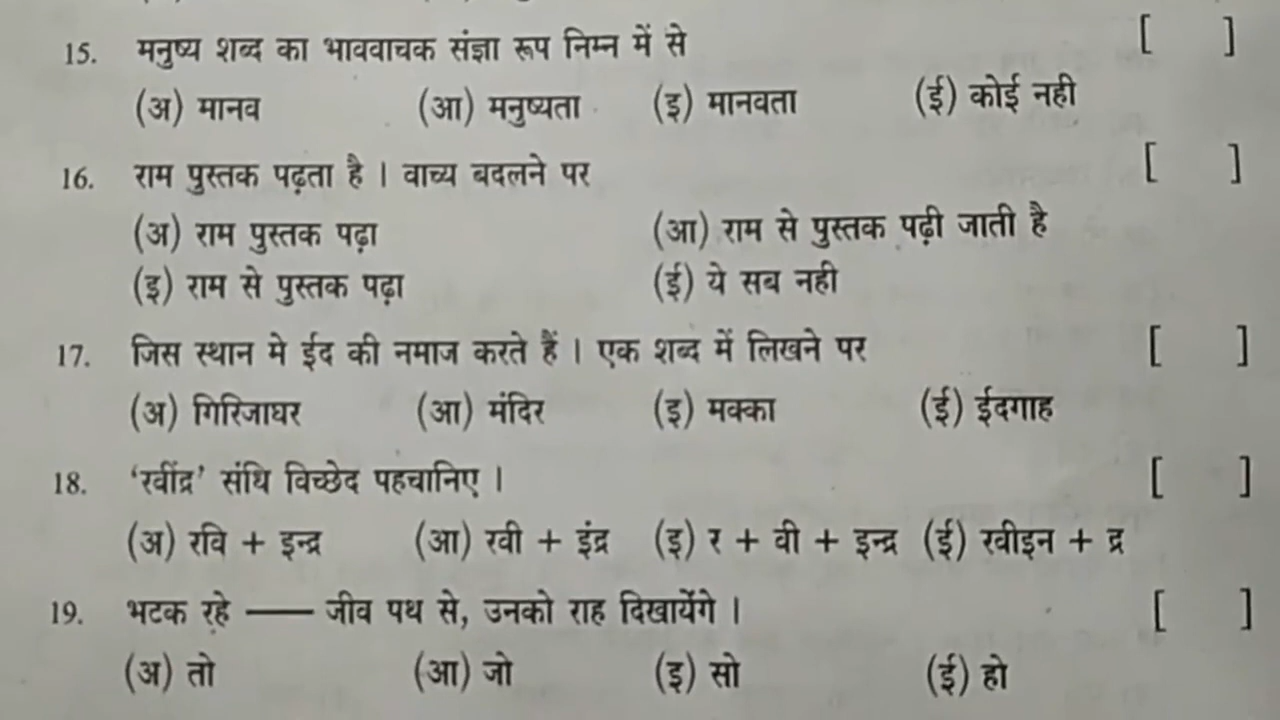 15. मनुष्य शब्द का भाववाचक संज्ञा रूप निम्न में से [ ]
(अ) मानव (आ) मनुष्यता (इ) मानवता (ई) कोई नही
16. राम पुस्तक पढ़ता है । वाच्य बदलने पर [ ]
(अ) राम पुस्तक पढ़ा (आ) राम से पुस्तक पढ़ी जाती है
(इ) राम से पुस्तक पढ़ा (ई) ये सब नही
17. जिस स्थान मे ईद की नमाज करते हैं । एक शब्द में लिखने पर [ ]
(अ) गिरिजाघर (आ) मंदिर (इ) मक्का (ई) ईदगाह
18. ‘रवींद्र’ संधि विच्छेद पहचानिए । [ ]
(अ) रवि + इन्द्र (आ) रवी + इंद्र (इ) र + वी + इन्द्र (ई) रवीइन + द्र
19. भटक रहे —— जीव पथ से, उनको राह दिखायेंगे । [ ]
(अ) तो (आ) जो (इ) सो (ई) हो